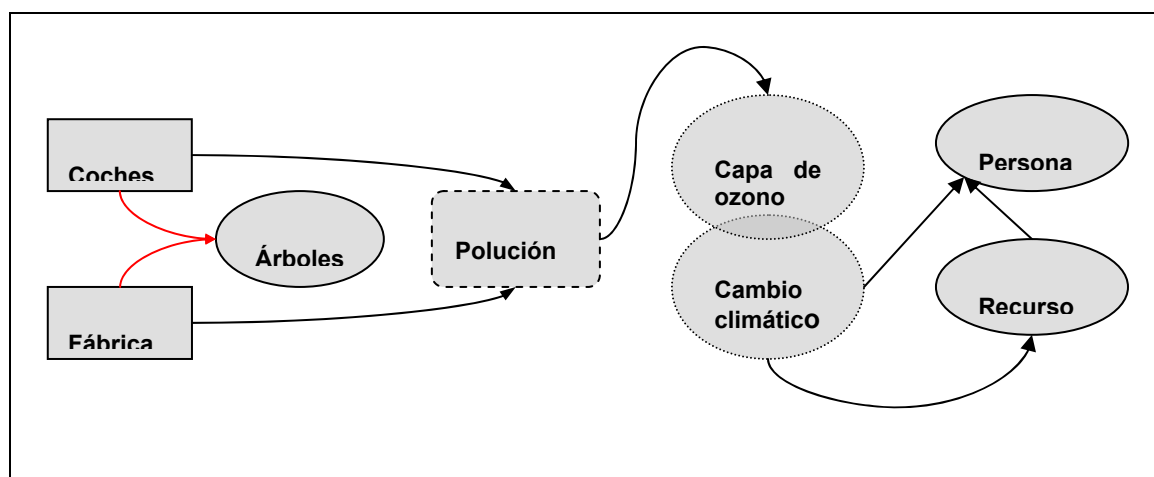 Coches
Árboles
Fábrica
Polución
Capa de
ozono
Cambio
climático
Persona
Recurso